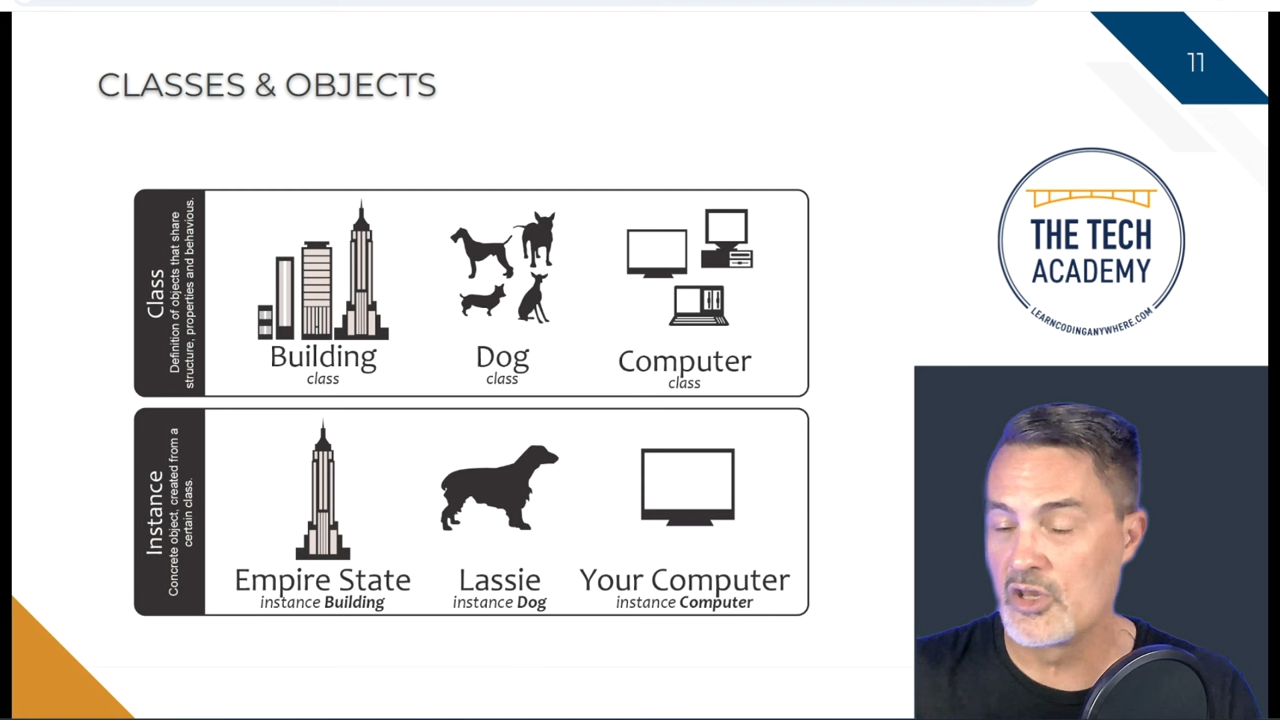 CLASSES & OBJECTS
11
Class
Definition of objects that share
structure, properties and behavious.
Building
class
Dog
class
Computer
class
Instance
Concrete object, created from a
certain class.
Empire State
instance Building
Lassie
instance Dog
Your Computer
instance Computer
THE TECH
ACADEMY
LEARNCODINGANYWHERE.COM